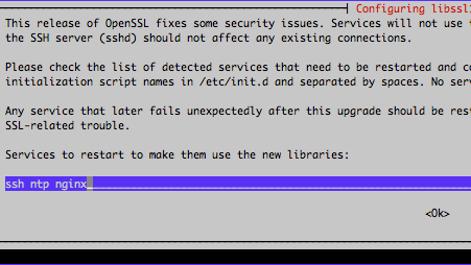 Configuring libssl
This release of OpenSSL fixes some security issues. Services will not use
the SSH server (sshd) should not affect any existing connections.
Please check the list of detected services that need to be restarted and
initialization script names in /etc/init.d and separated by spaces. No
Any service that later fails unexpectedly after this upgrade should be
SSL-related trouble.
Services to restart to make them use the new libraries:
ssh ntp nginx
<Ok>